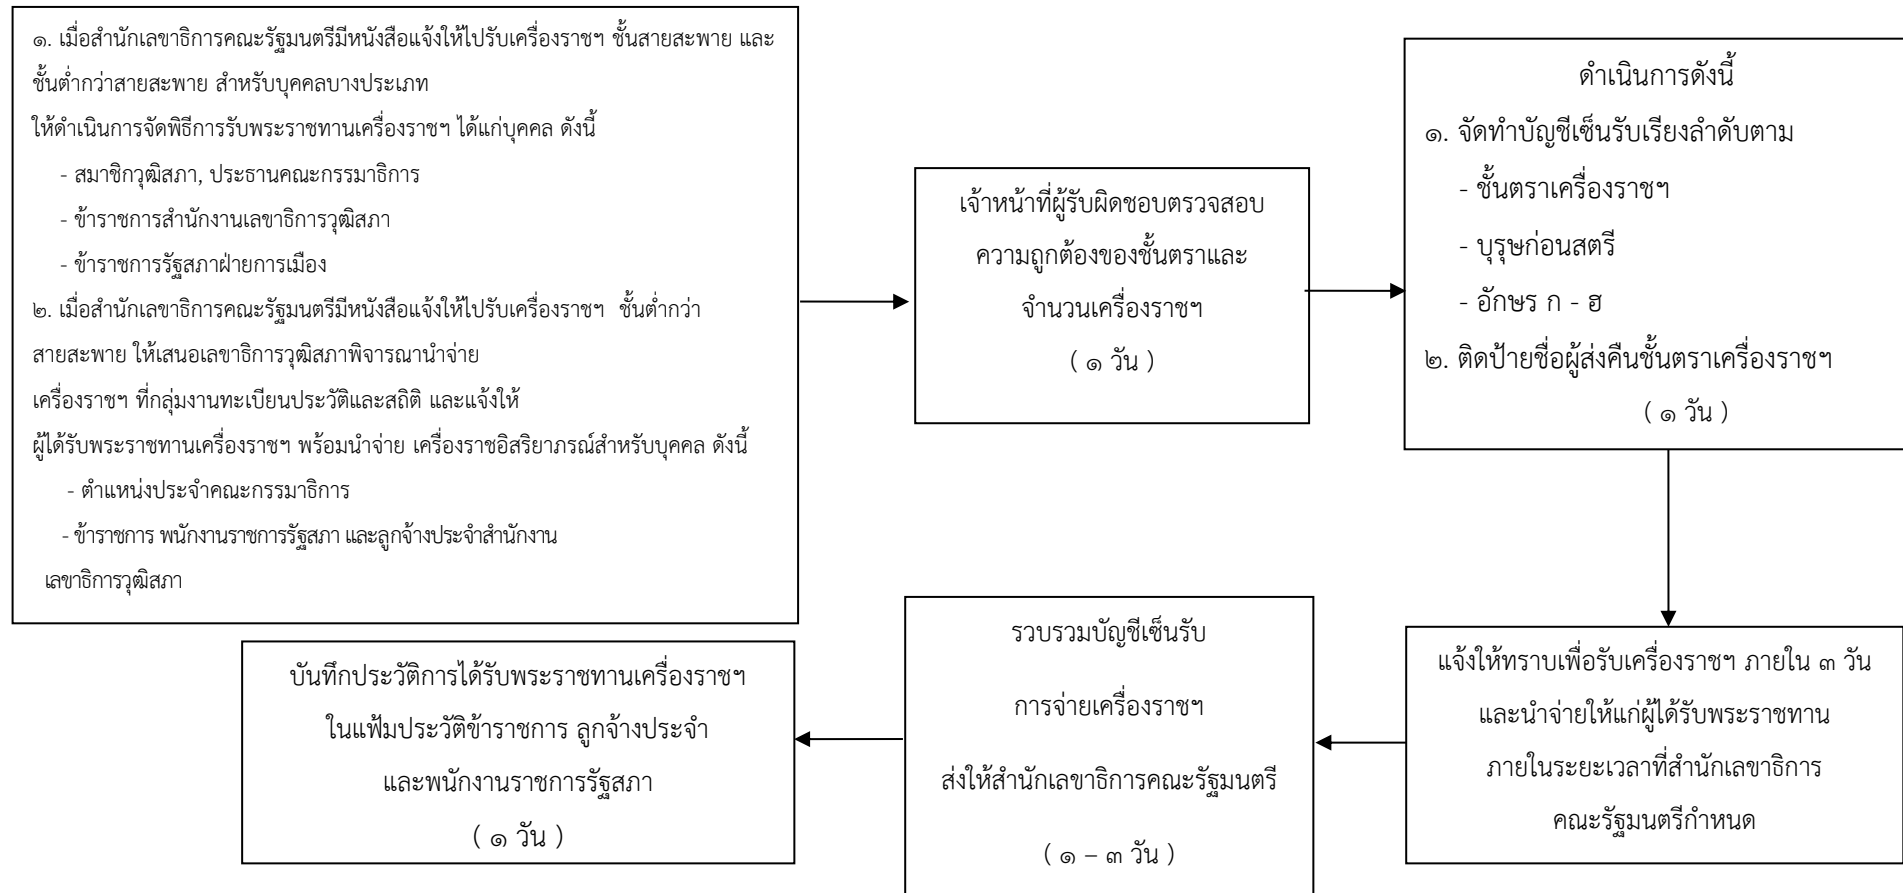 ๑. เมื่อสำนักเลขาธิการคณะรัฐมนตรีมีหนังสือแจ้งให้ไปรับเครื่องราชฯ ชั้นสายสะพาย และ
ชั้นต่ำกว่าสายสะพาย สำหรับบุคคลบางประเภท
ให้ดำเนินการจัดพิธีการรับพระราชทานเครื่องราชฯ ได้แก่บุคคล ดังนี้
- สมาชิกวุฒิสภา, ประธานคณะกรรมาธิการ
- ข้าราชการสำนักงานเลขาธิการวุฒิสภา
- ข้าราชการรัฐสภาฝ่ายการเมือง
๒. เมื่อสำนักเลขาธิการคณะรัฐมนตรีมีหนังสือแจ้งให้ไปรับเครื่องราชฯ ชั้นต่ำกว่า
สายสะพาย ให้เสนอเลขาธิการวุฒิสภาพิจารณานำจ่าย
เครื่องราชฯ ที่กลุ่มงานทะเบียนประวัติและสถิติ และแจ้งให้
ผู้ได้รับพระราชทานเครื่องราชฯ พร้อมนำจ่าย เครื่องราชอิสริยาภรณ์สำหรับบุคคล ดังนี้
- ตำแหน่งประจำคณะกรรมาธิการ
- ข้าราชการ พนักงานราชการรัฐสภา และลูกจ้างประจำสำนักงาน
เลขาธิการวุฒิสภา
เจ้าหน้าที่ผู้รับผิดชอบตรวจสอบ
ความถูกต้องของชั้นตราและ
จำนวนเครื่องราชฯ
( ๑ วัน )
ดำเนินการดังนี้
๑. จัดทำบัญชีเซ็นรับเรียงลำดับตาม
- ชั้นตราเครื่องราชฯ
- บุรุษก่อนสตรี
- อักษร ก - ฮ
๒. ติดป้ายชื่อผู้ส่งคืนชั้นตราเครื่องราชฯ
( ๑ วัน )
แจ้งให้ทราบเพื่อรับเครื่องราชฯ ภายใน ๓ วัน
และนำจ่ายให้แก่ผู้ได้รับพระราชทาน
ภายในระยะเวลาที่สำนักเลขาธิการ
คณะรัฐมนตรีกำหนด
รวบรวมบัญชีเซ็นรับ
การจ่ายเครื่องราชฯ
ส่งให้สำนักเลขาธิการคณะรัฐมนตรี
( ๑ – ๓ วัน )
บันทึกประวัติการได้รับพระราชทานเครื่องราชฯ
ในแฟ้มประวัติข้าราชการ ลูกจ้างประจำ
และพนักงานราชการรัฐสภา
( ๑ วัน )